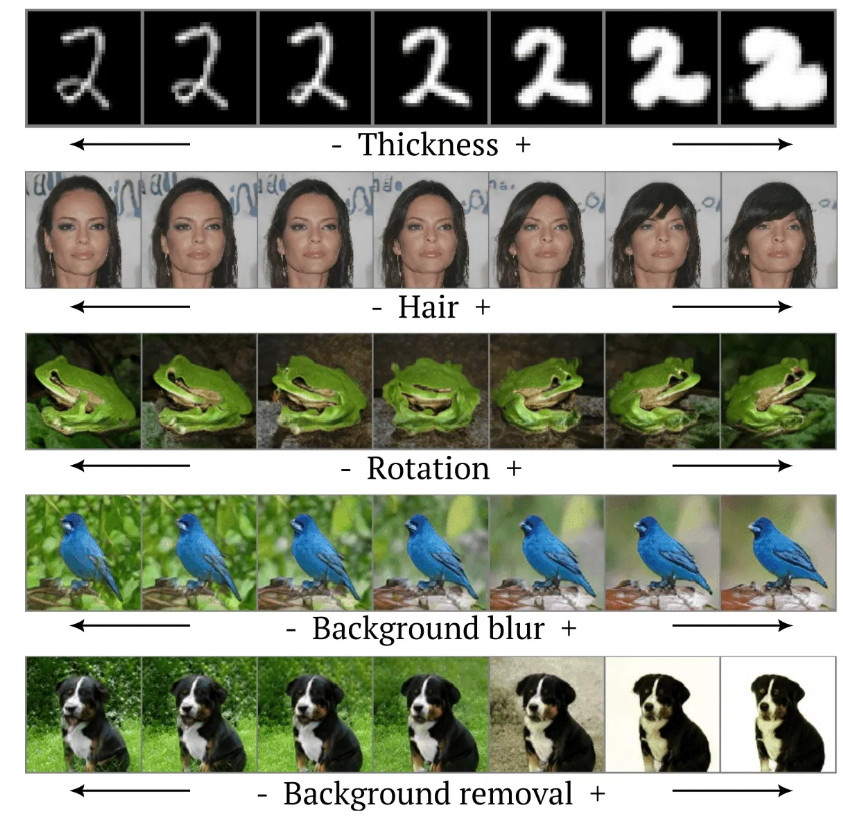 - Thickness +
- Hair +
- Rotation +
- Background blur +
- Background removal +